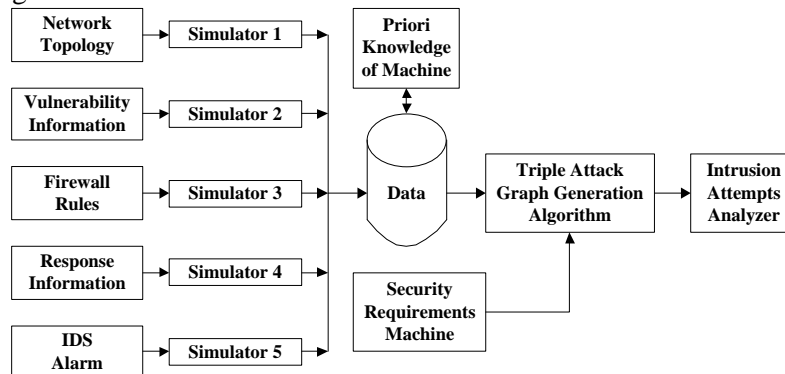 Network
Topology
Simulator 1
Vulnerability
Information
Simulator 2
Firewall
Rules
Simulator 3
Response
Information
Simulator 4
IDS
Alarm
Simulator 5
Priori
Knowledge
of Machine
Data
Triple Attack
Graph Generation
Algorithm
Intrusion
Attempts
Analyzer
Security
Requirements
Machine